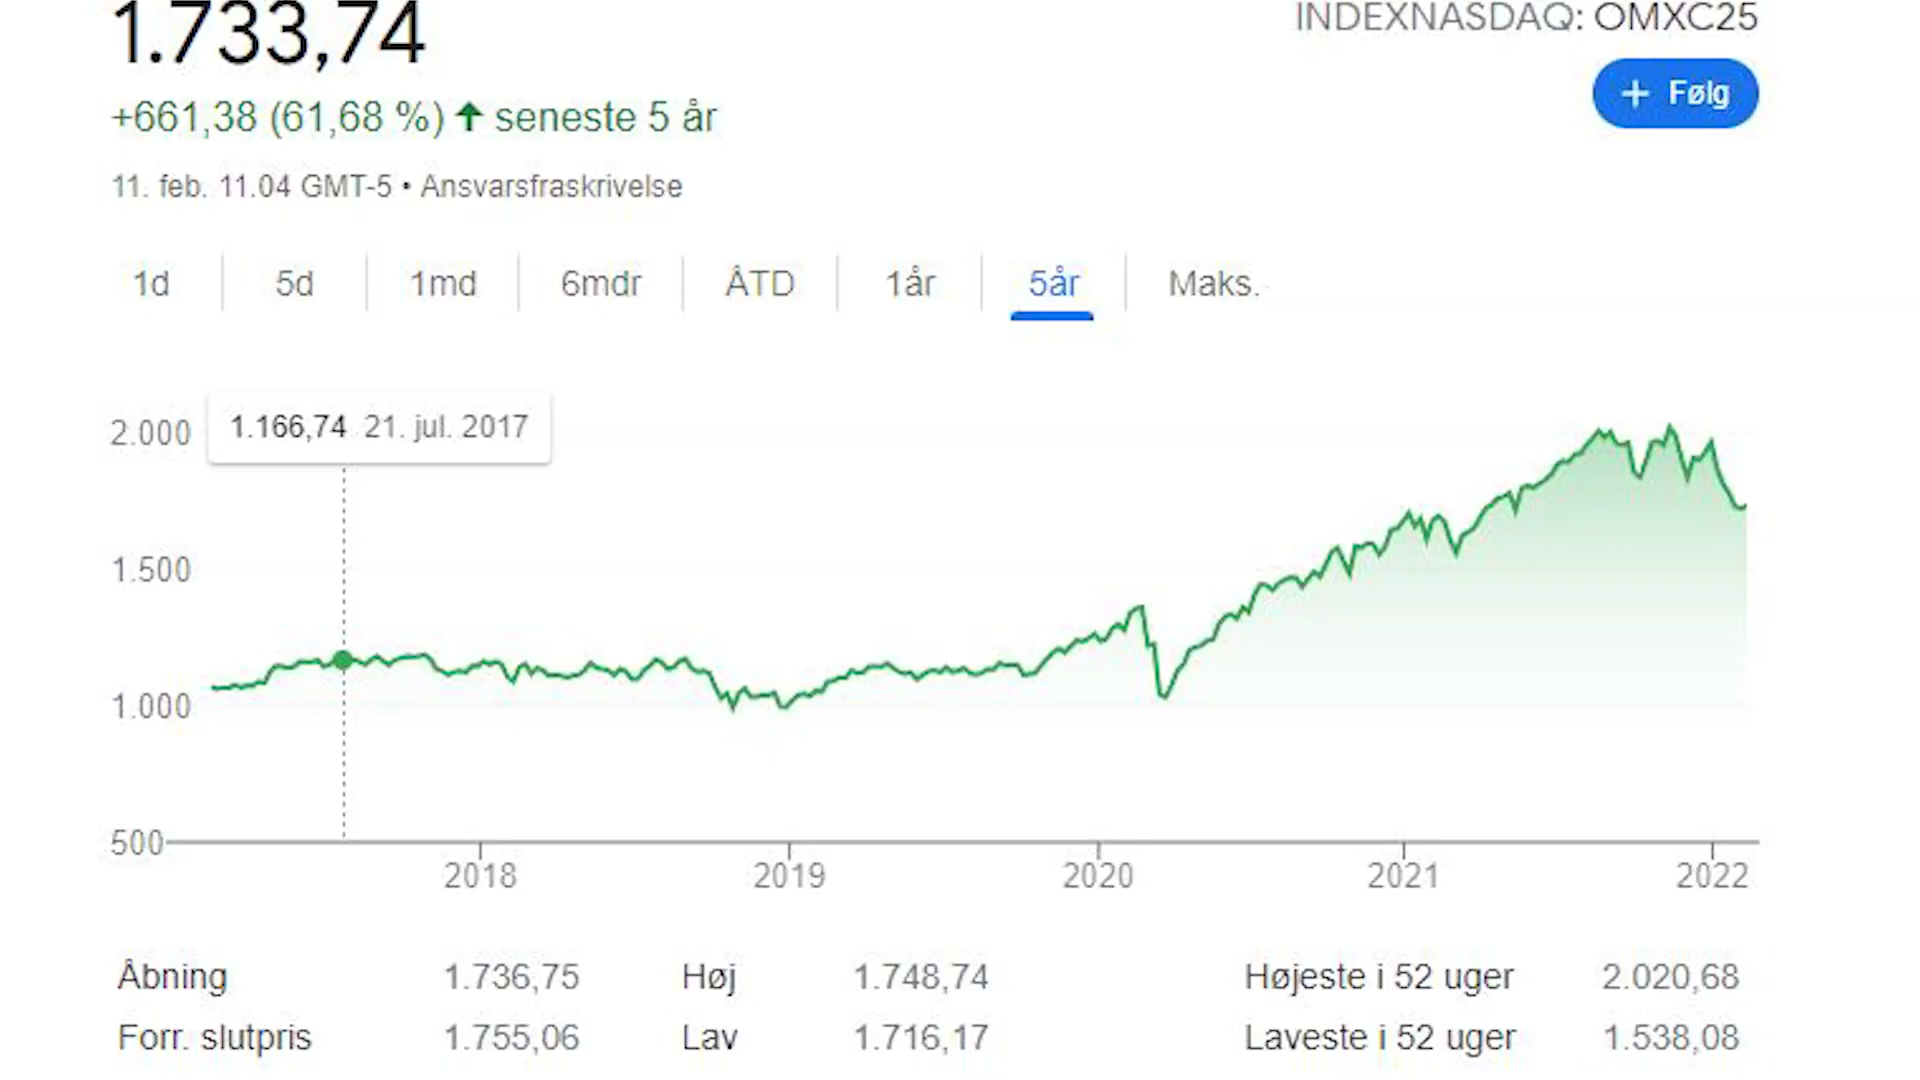 1.733,74
INDEXNASDAQ: OMXC25
+661,38 (61,68 %) ↑ seneste 5 år
+ Følg
11. feb. 11.04 GMT-5 • Ansvarsfraskrivelse
1d 5d 1md 6mdr ÅTD 1år 5år Maks.
1.166,74 21. jul. 2017
2.000
1.500
1.000
500
2018 2019 2020 2021 2022
Åbning 1.736,75 Høj 1.748,74 Højeste i 52 uger 2.020,68
Forr. slutpris 1.755,06 Lav 1.716,17 Laveste i 52 uger 1.538,08